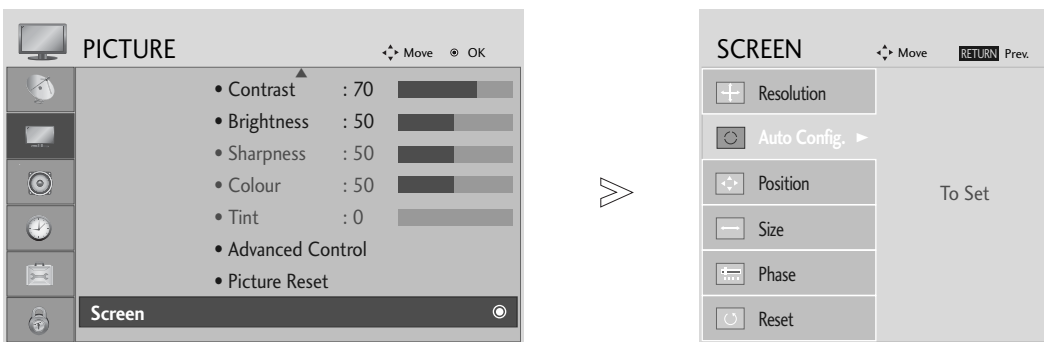 PICTURE
Move OK
• Contrast : 70
• Brightness : 50
• Sharpness : 50
• Colour : 50
• Tint : 0
• Advanced Control
• Picture Reset
Screen
SCREEN
Move RETURN Prev.
Resolution
Auto Config. ►
Position
Size
Phase
Reset
To Set